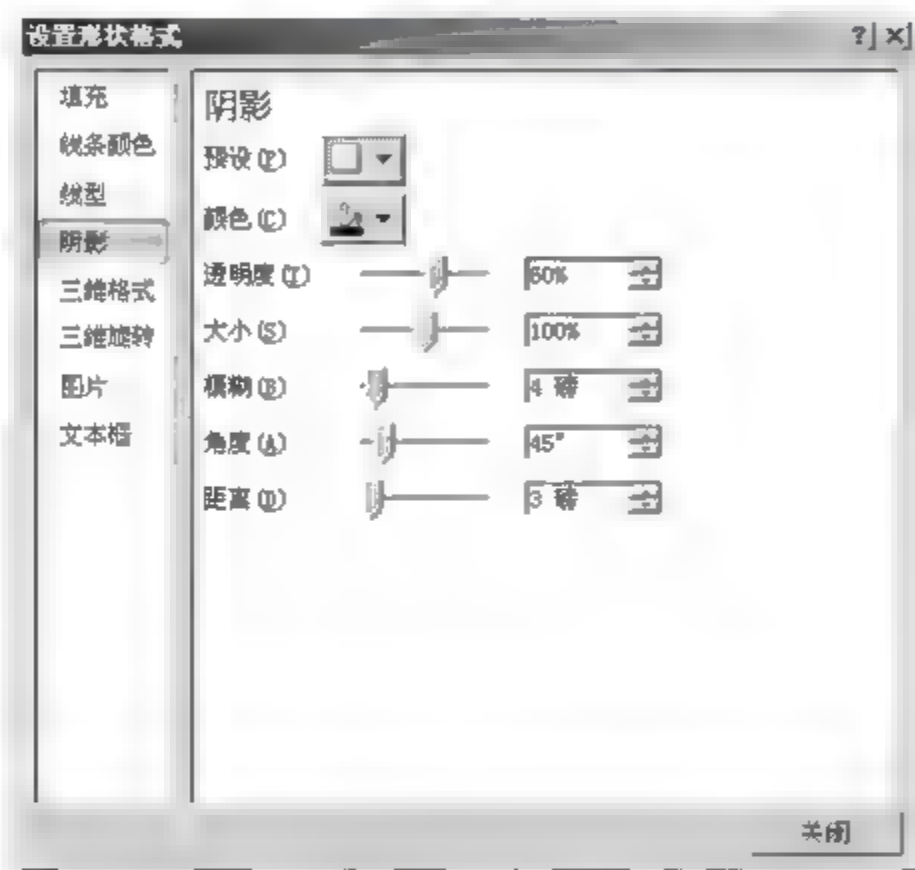 设置形状格式
填充
线条颜色
线型
阴影
三维格式
三维旋转
图片
文本框
阴影
预设(P)
颜色(C)
透明度(T) 60%
大小(S) 100%
模糊(B) 4 磅
角度(A) 45°
距离(D) 3 磅
关闭